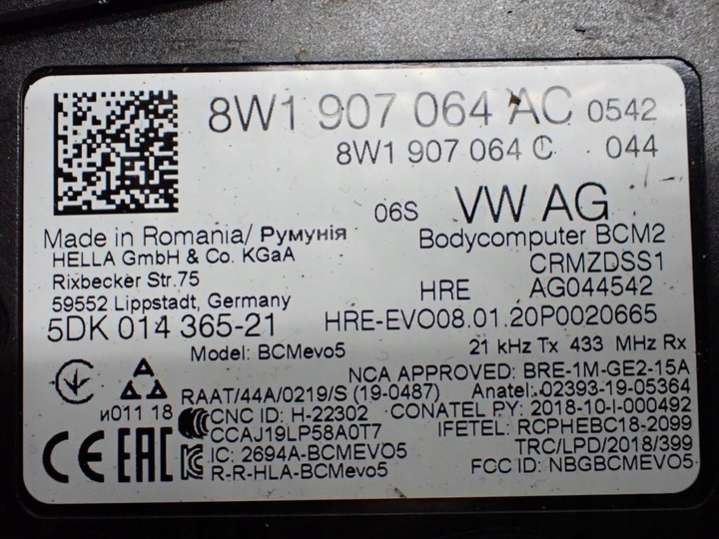 8W1 907 064 AC 0542
8W1 907 064 C 044
06S VW AG
Made in Romania/ Румунія Bodycomputer BCM2
HELLA GmbH & Co. KGaA CRMZDSS1
Rixbecker Str.75 HRE AG044542
59552 Lippstadt, Germany
5DK 014 365-21 HRE-EVO08.01.20P0020665
Model: BCMevo5 21 kHz Tx 433 MHz Rx
NCA APPROVED: BRE-1M-GE2-15A
RAAT/44A/0219/S (19-0487) Anatel: 02393-19-05364
и011 18 CNC ID: H-22302 CONATEL PY: 2018-10-I-000492
CCAJ19LP58A0T7 IFETEL: RCPHEBC18-2099
CE EAC IC: 2694A-BCMEVO5 TRC/LPD/2018/399
R-R-HLA-BCMevo5 FCC ID: NBGBCMEVO5